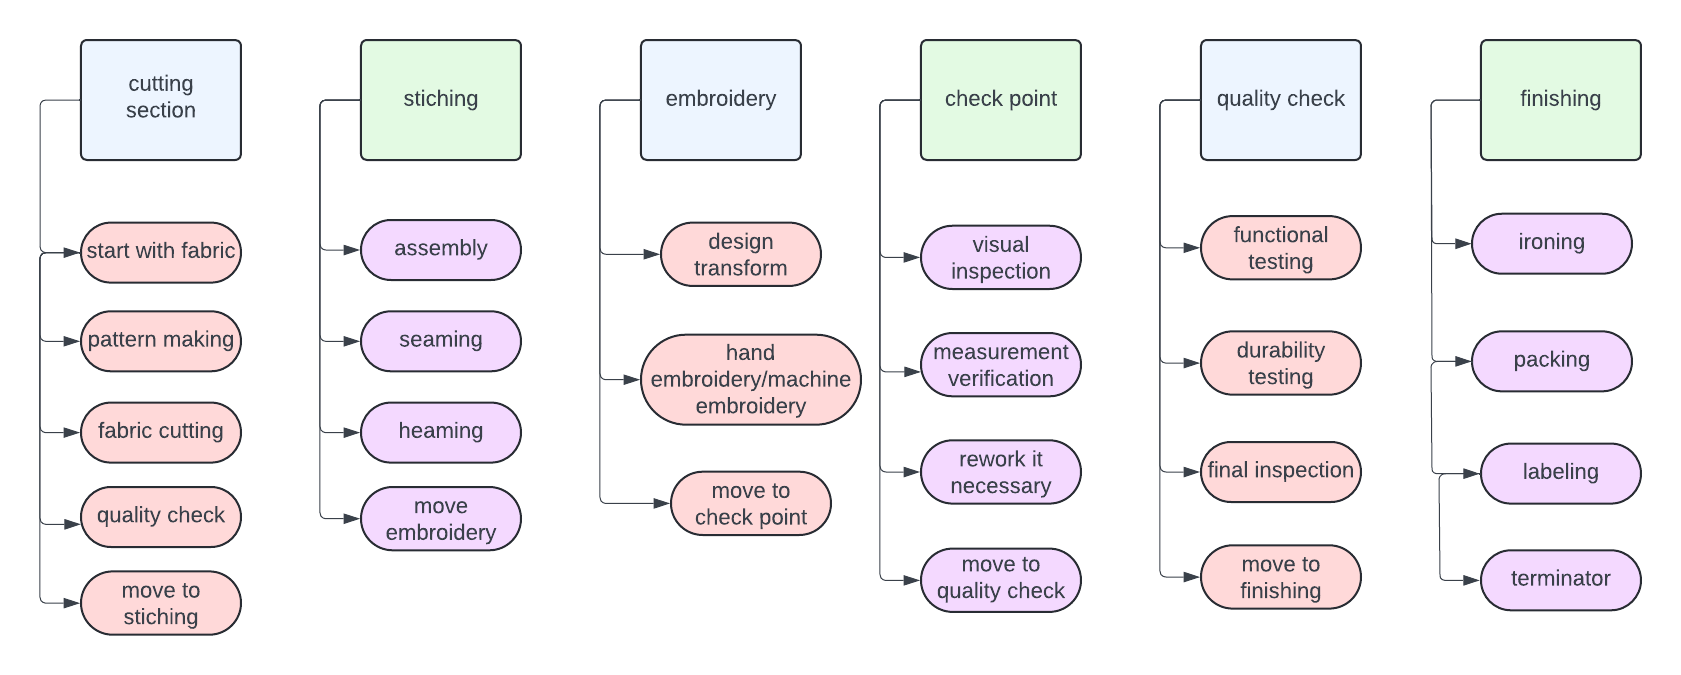 cutting
section
start with fabric
pattern making
fabric cutting
quality check
move to
stiching
stiching
assembly
seaming
heaming
move
embroidery
embroidery
design
transform
hand
embroidery/machine
embroidery
move to
check point
check point
visual
inspection
measurement
verification
rework it
necessary
move to
quality check
quality check
functional
testing
durability
testing
final inspection
move to
finishing
finishing
ironing
packing
labeling
terminator